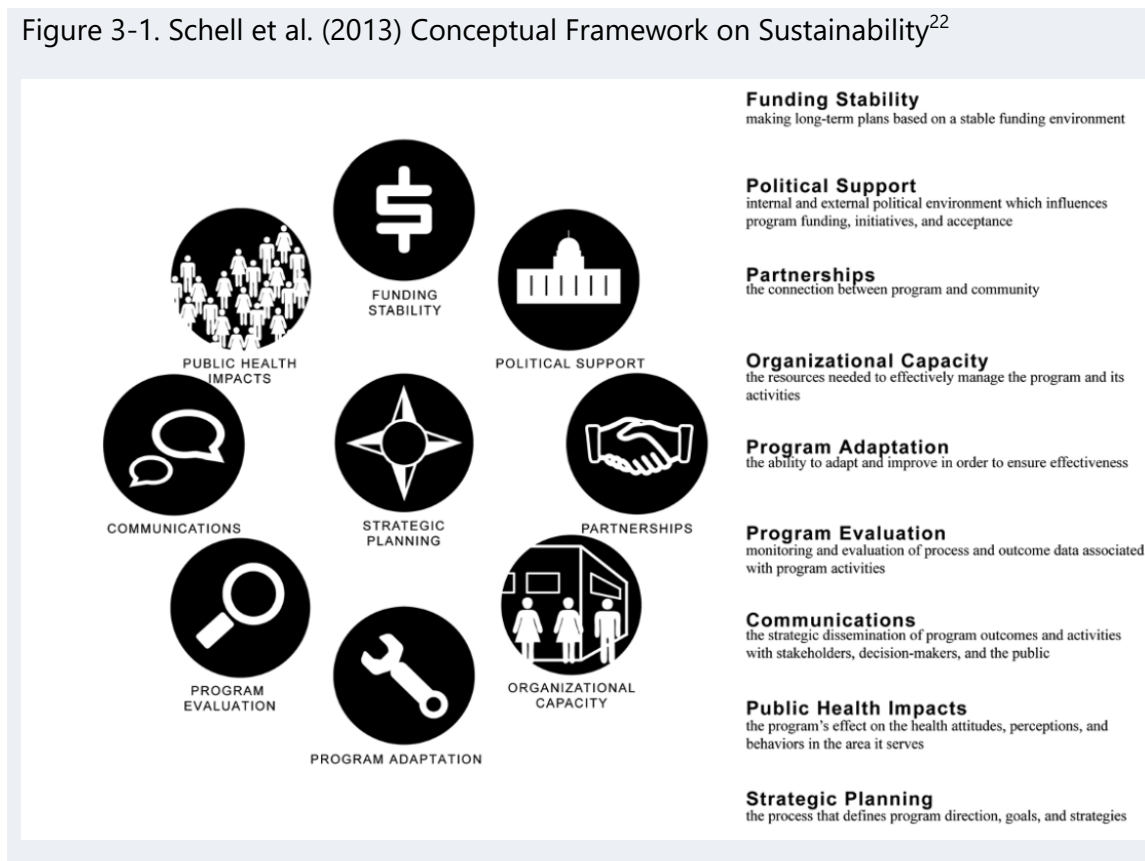 Figure 3-1. Schell et al. (2013) Conceptual Framework on Sustainability22
FUNDING
STABILITY
POLITICAL SUPPORT
PUBLIC HEALTH
IMPACTS
COMMUNICATIONS
STRATEGIC
PLANNING
PARTNERSHIPS
PROGRAM
EVALUATION
ORGANIZATIONAL
CAPACITY
PROGRAM ADAPTATION
Funding Stability
making long-term plans based on a stable funding environment
Political Support
internal and external political environment which influences
program funding, initiatives, and acceptance
Partnerships
the connection between program and community
Organizational Capacity
the resources needed to effectively manage the program and its
activities
Program Adaptation
the ability to adapt and improve in order to ensure effectiveness
Program Evaluation
monitoring and evaluation of process and outcome data associated
with program activities
Communications
the strategic dissemination of program outcomes and activities
with stakeholders, decision-makers, and the public
Public Health Impacts
the program's effect on the health attitudes, perceptions, and
behaviors in the area it serves
Strategic Planning
the process that defines program direction, goals, and strategies